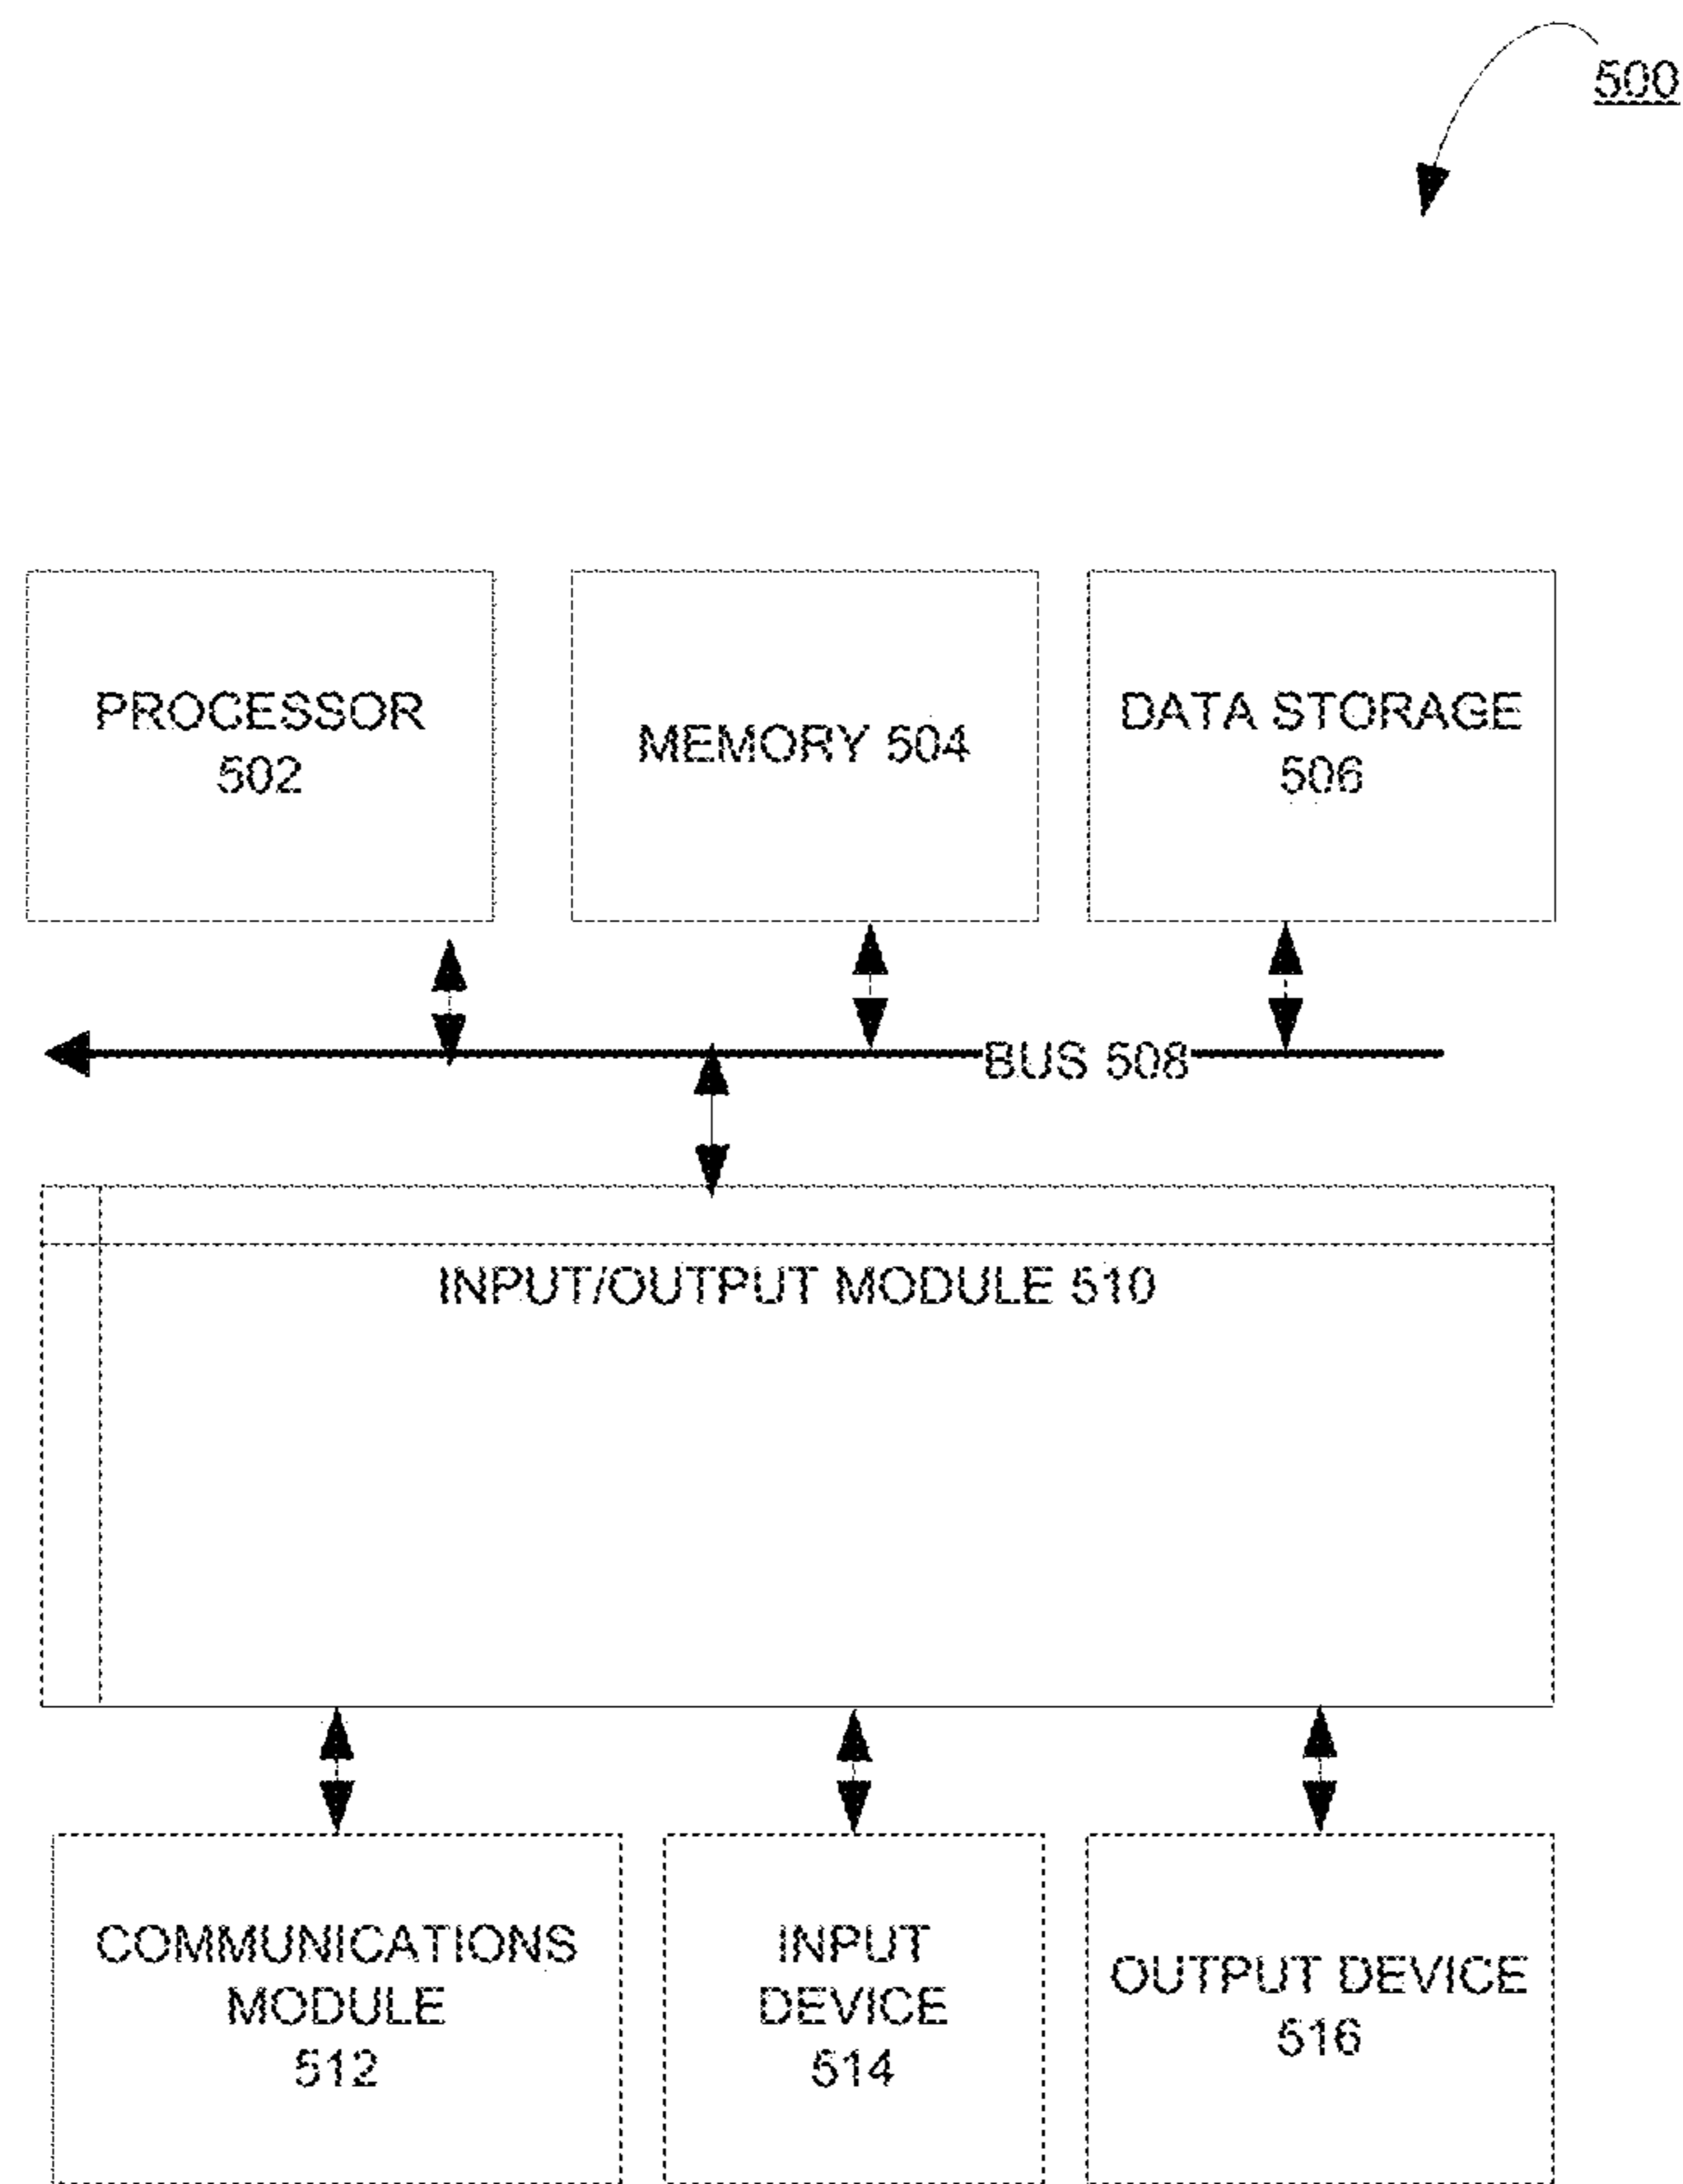 500
PROCESSOR
502
MEMORY 504
DATA STORAGE
506
BUS 508
INPUT/OUTPUT MODULE 510
COMMUNICATIONS
MODULE
512
INPUT
DEVICE
514
OUTPUT DEVICE
516